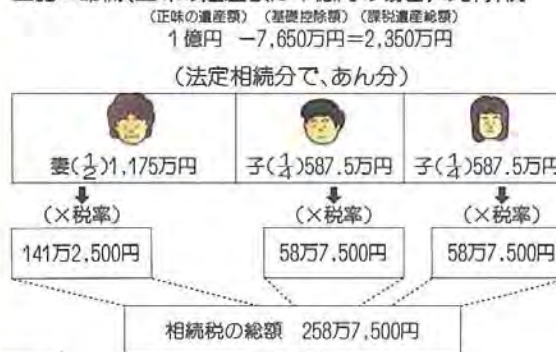 (正味の遺産額) (基礎控除額) (課税遺産総額)
1億円 −7,650万円=2,350万円
(法定相続分で、あん分)
妻(1/2)1,175万円 子(1/4)587.5万円 子(1/4)587.5万円
(×税率) (×税率) (×税率)
141万2,500円 58万7,500円 58万7.500円
相続税の総額 258万7,500円